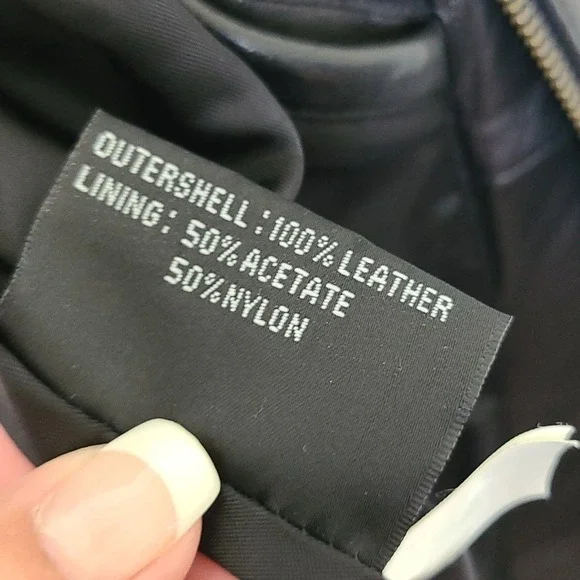 OUTERSHELL: 100% LEATHER
LINING: 50% ACETATE
50% NYLON